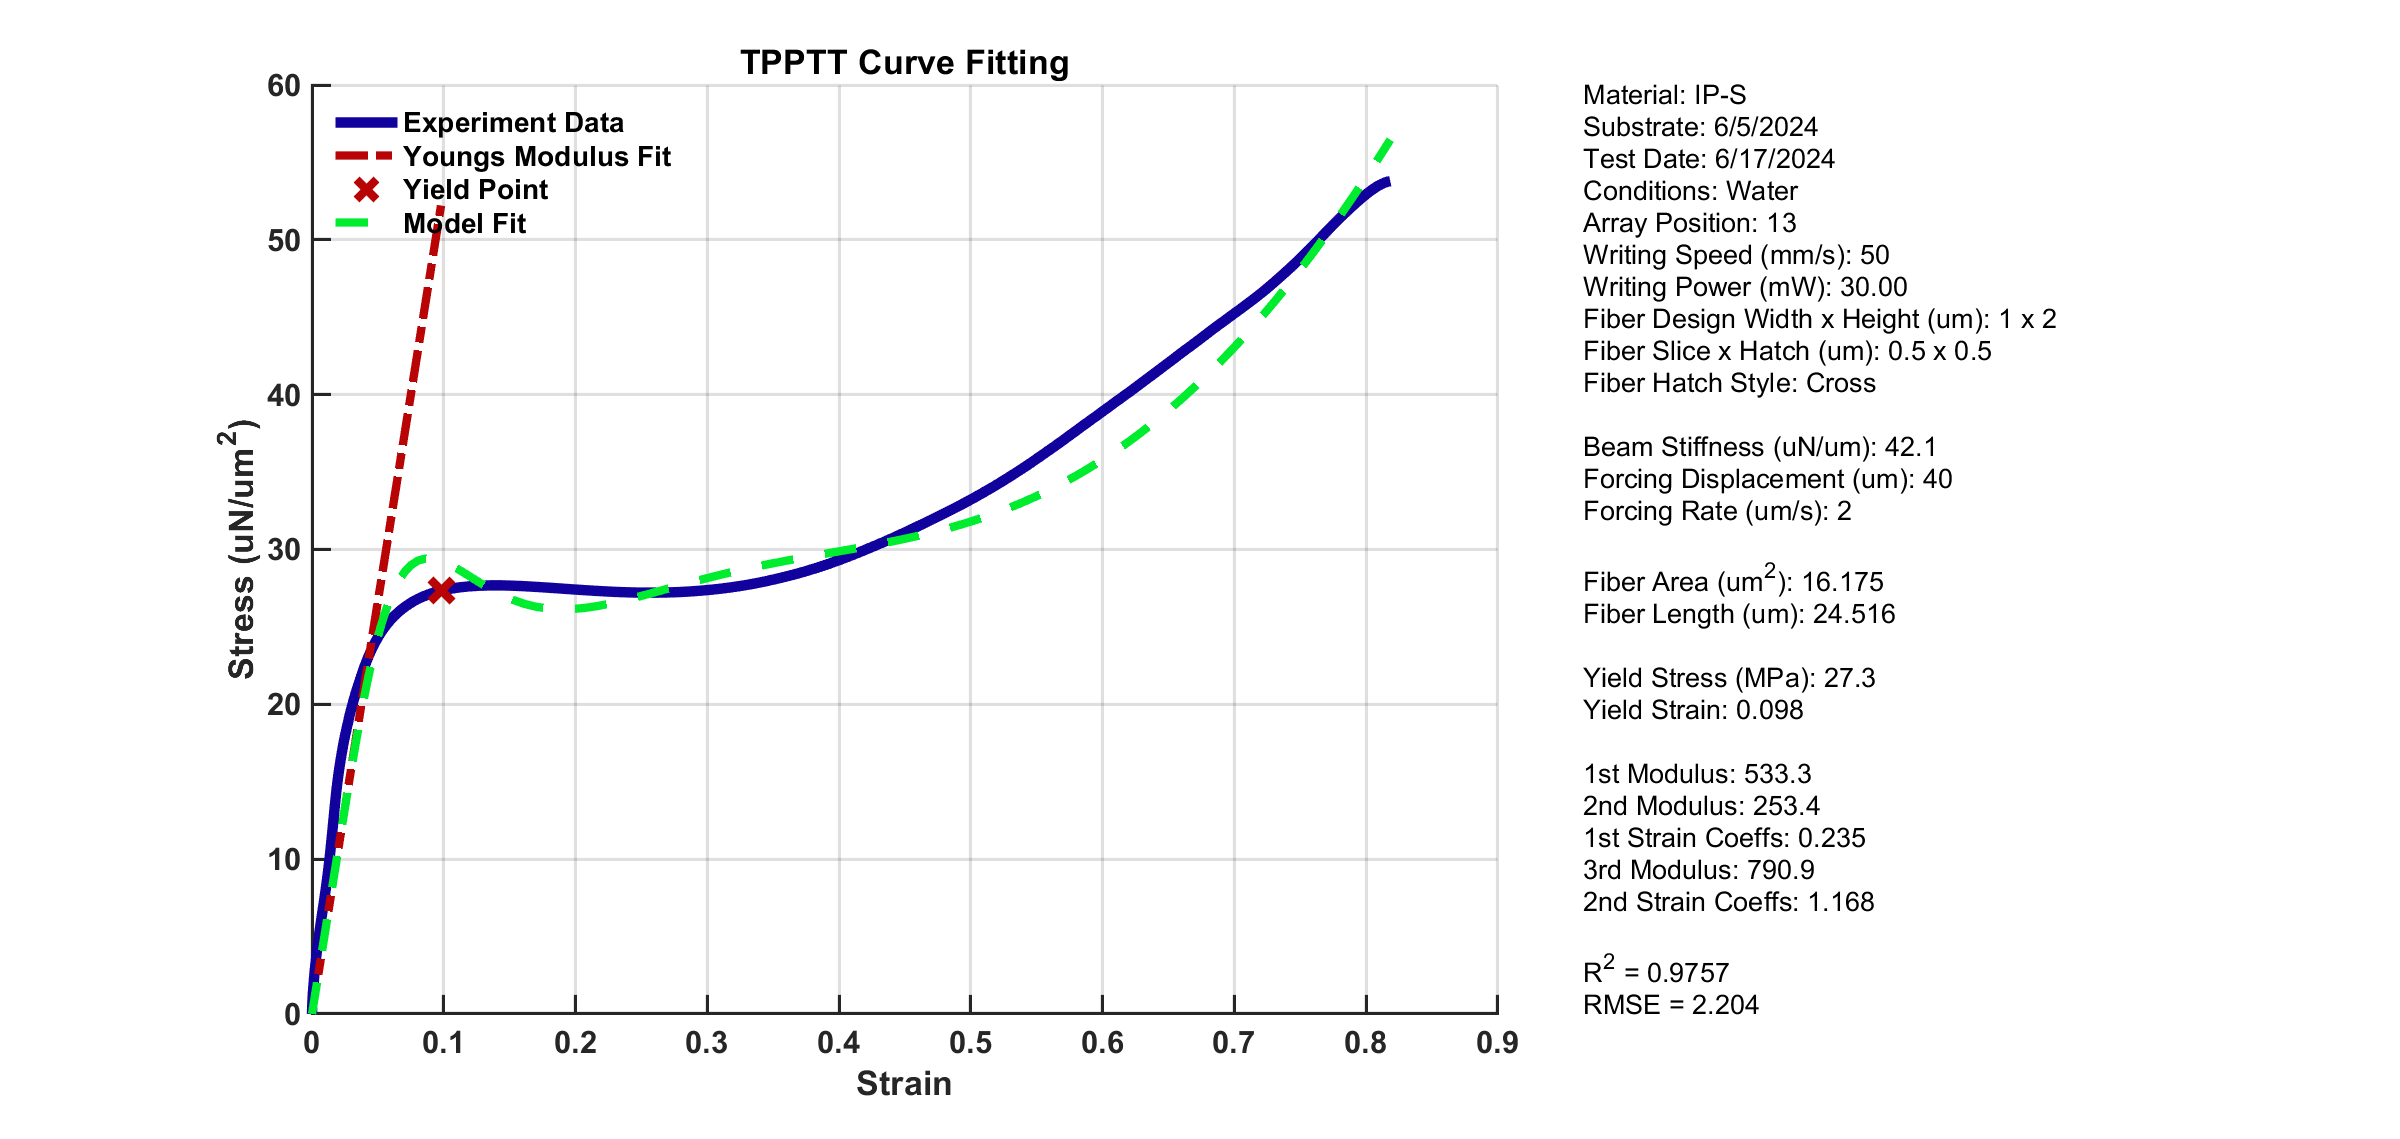 TPPTT Curve Fitting
60
50
40
30
20
10
0
Stress (uN/um²)
Experiment Data
Youngs Modulus Fit
Yield Point
Model Fit
0 0.1 0.2 0.3 0.4 0.5 0.6 0.7 0.8 0.9
Strain
Material: IP-S
Substrate: 6/5/2024
Test Date: 6/17/2024
Conditions: Water
Array Position: 13
Writing Speed (mm/s): 50
Writing Power (mW): 30.00
Fiber Design Width x Height (um): 1 x 2
Fiber Slice x Hatch (um): 0.5 x 0.5
Fiber Hatch Style: Cross
Beam Stiffness (uN/um): 42.1
Forcing Displacement (um): 40
Forcing Rate (um/s): 2
Fiber Area (um²): 16.175
Fiber Length (um): 24.516
Yield Stress (MPa): 27.3
Yield Strain: 0.098
1st Modulus: 533.3
2nd Modulus: 253.4
1st Strain Coeffs: 0.235
3rd Modulus: 790.9
2nd Strain Coeffs: 1.168
R² = 0.9757
RMSE = 2.204